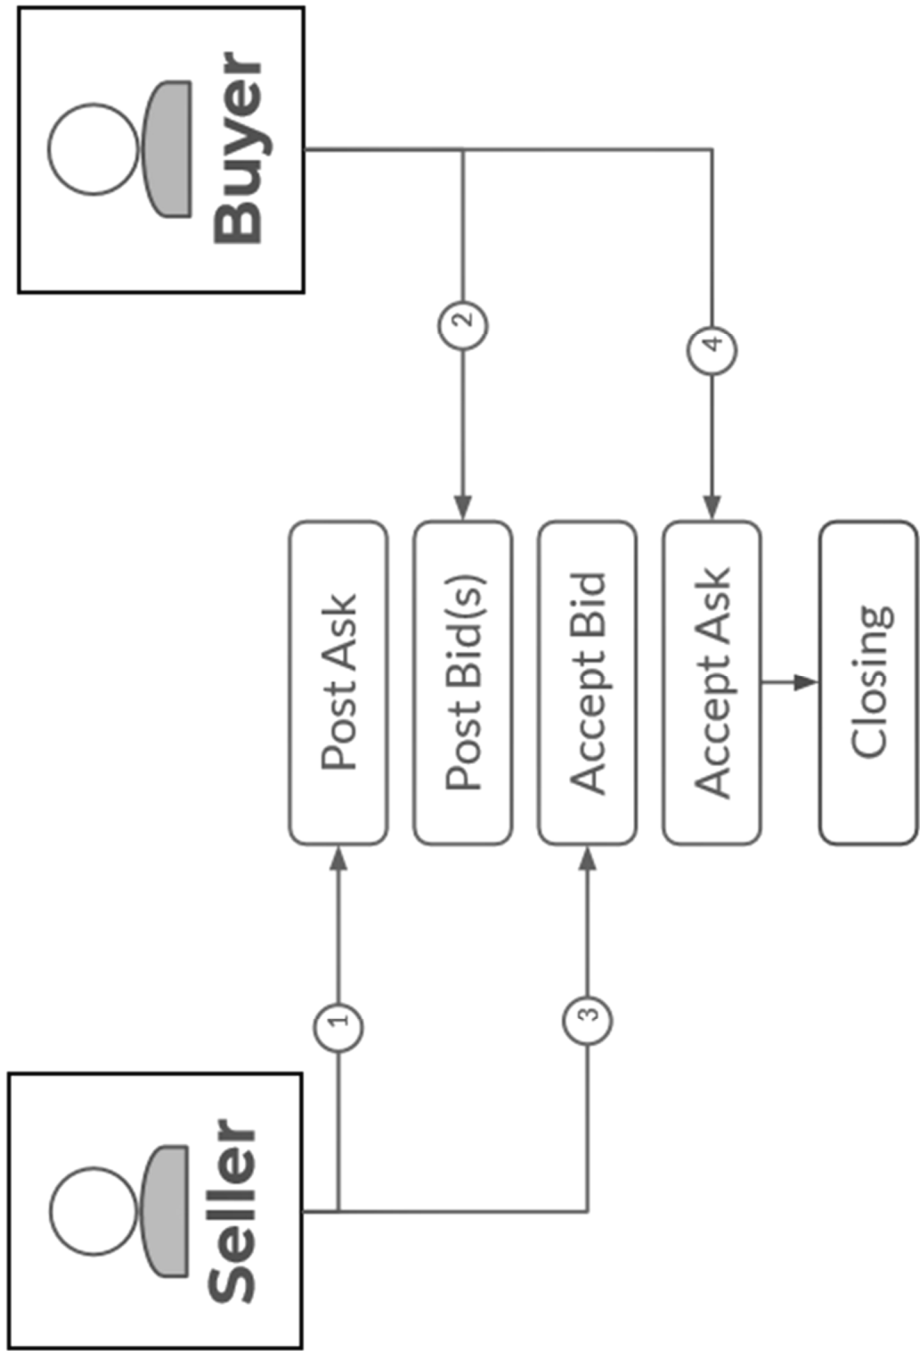 Seller
Buyer
1
Post Ask
2
Post Bid(s)
3
Accept Bid
4
Accept Ask
Closing